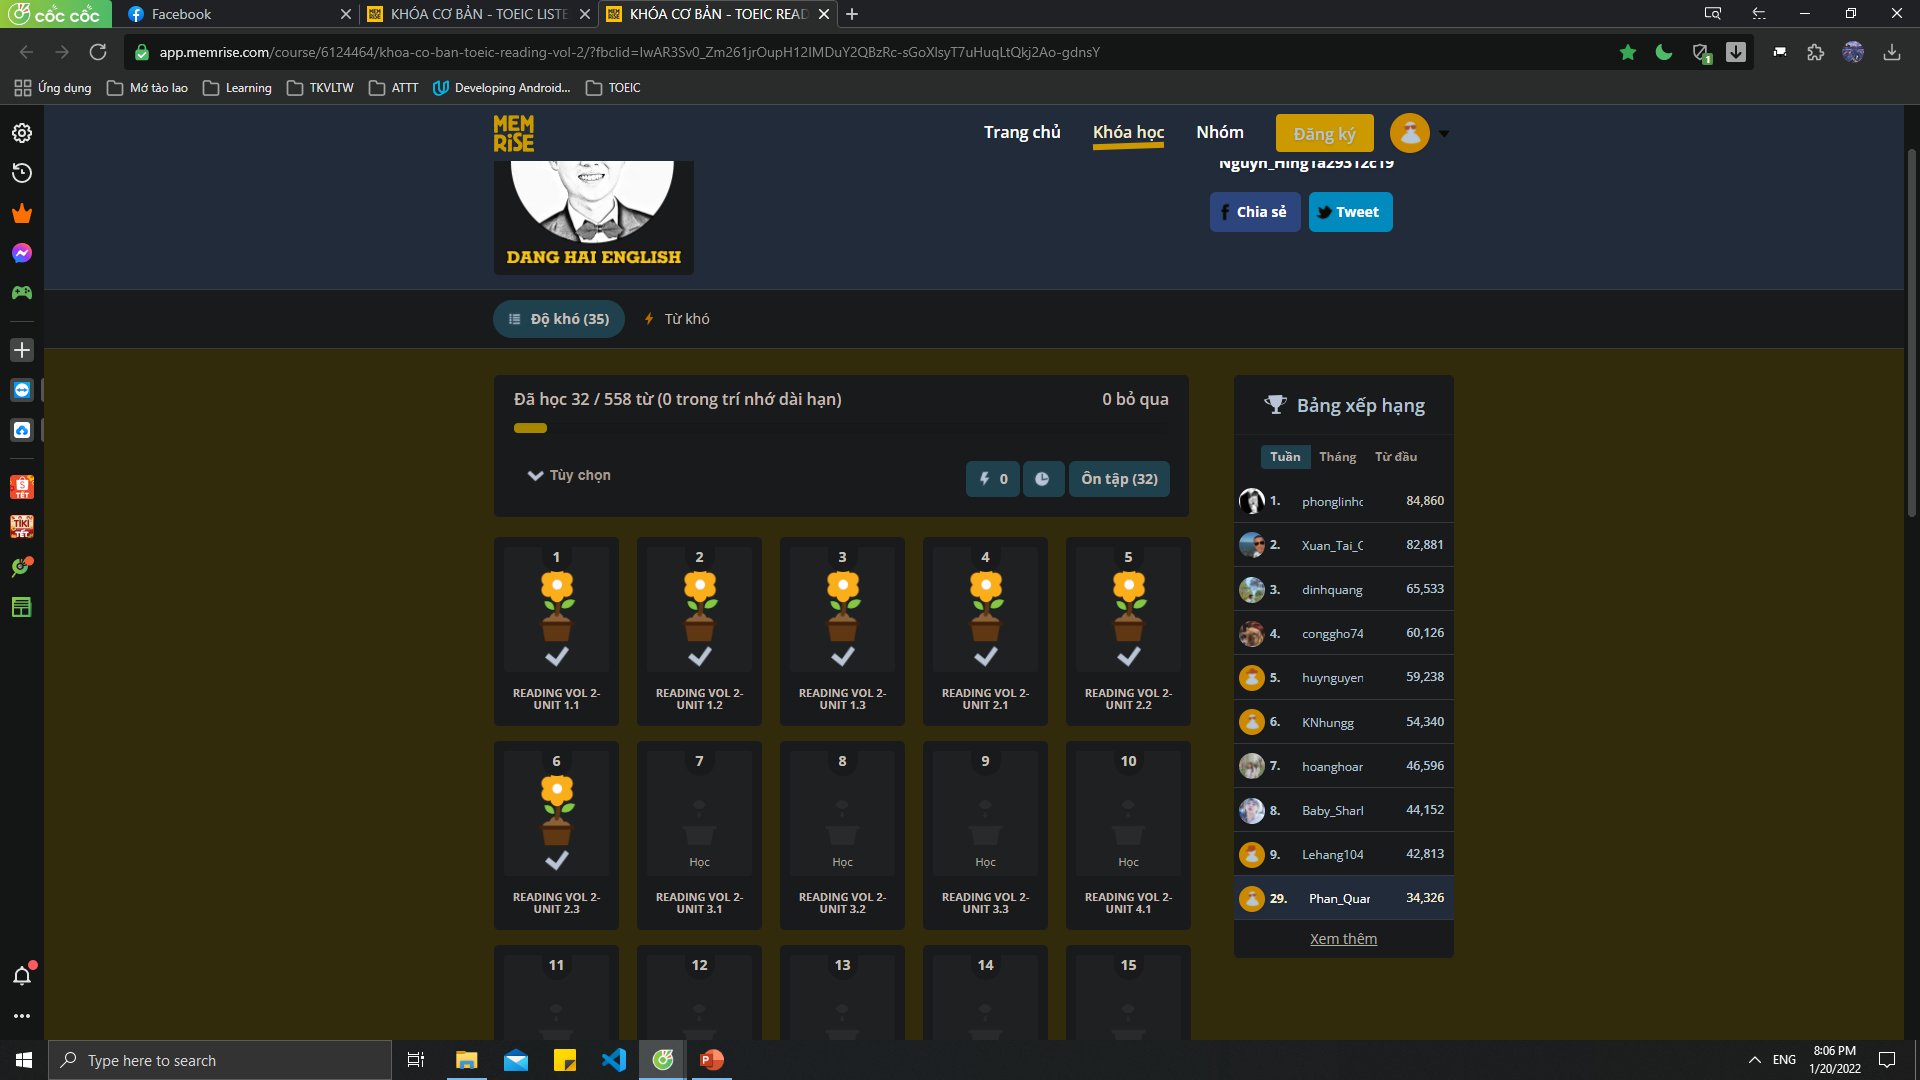 cốc cốc
Facebook
KHÓA CƠ BẢN - TOEIC LISTE
KHÓA CƠ BẢN - TOEIC READ
app.memrise.com/course/6124464/khoa-co-ban-toeic-reading-vol-2/?fbclid=IwAR3Sv0_Zm261jrOupH12IMDuY2QBzRc-sGoXlsyT7uHuqLtQkj2Ao-gdnsY
1
Ứng dụng
Mớ tào lao
Learning
TKVLTW
ATTT
Developing Android...
TOEIC
MEM
RiSE
Trang chủ
Khóa học
Nhóm
Đăng ký
Nguyn_Hing1a29312c19
DANG HAI ENGLISH
Chia sẻ
Tweet
Độ khó (35)
Từ khó
Đã học 32 / 558 từ (0 trong trí nhớ dài hạn)
0 bỏ qua
Tùy chọn
0
Ôn tập (32)
1
READING VOL 2-
UNIT 1.1
2
READING VOL 2-
UNIT 1.2
3
READING VOL 2-
UNIT 1.3
4
READING VOL 2-
UNIT 2.1
5
READING VOL 2-
UNIT 2.2
6
READING VOL 2-
UNIT 2.3
7
Học
READING VOL 2-
UNIT 3.1
8
Học
READING VOL 2-
UNIT 3.2
9
Học
READING VOL 2-
UNIT 3.3
10
Học
READING VOL 2-
UNIT 4.1
11
12
13
14
15
Bảng xếp hạng
Tuần
Tháng
Từ đầu
1. phonglinhc 84,860
2. Xuan_Tai_C 82,881
3. dinhquang 65,533
4. conggho74 60,126
5. huynguyen 59,238
6. KNhungg 54,340
7. hoanghoar 46,596
8. Baby_Sharl 44,152
9. Lehang104 42,813
29. Phan_Quar 34,326
Xem thêm
TẾT
TIKI
TẾT
Type here to search
ENG
8:06 PM
1/20/2022